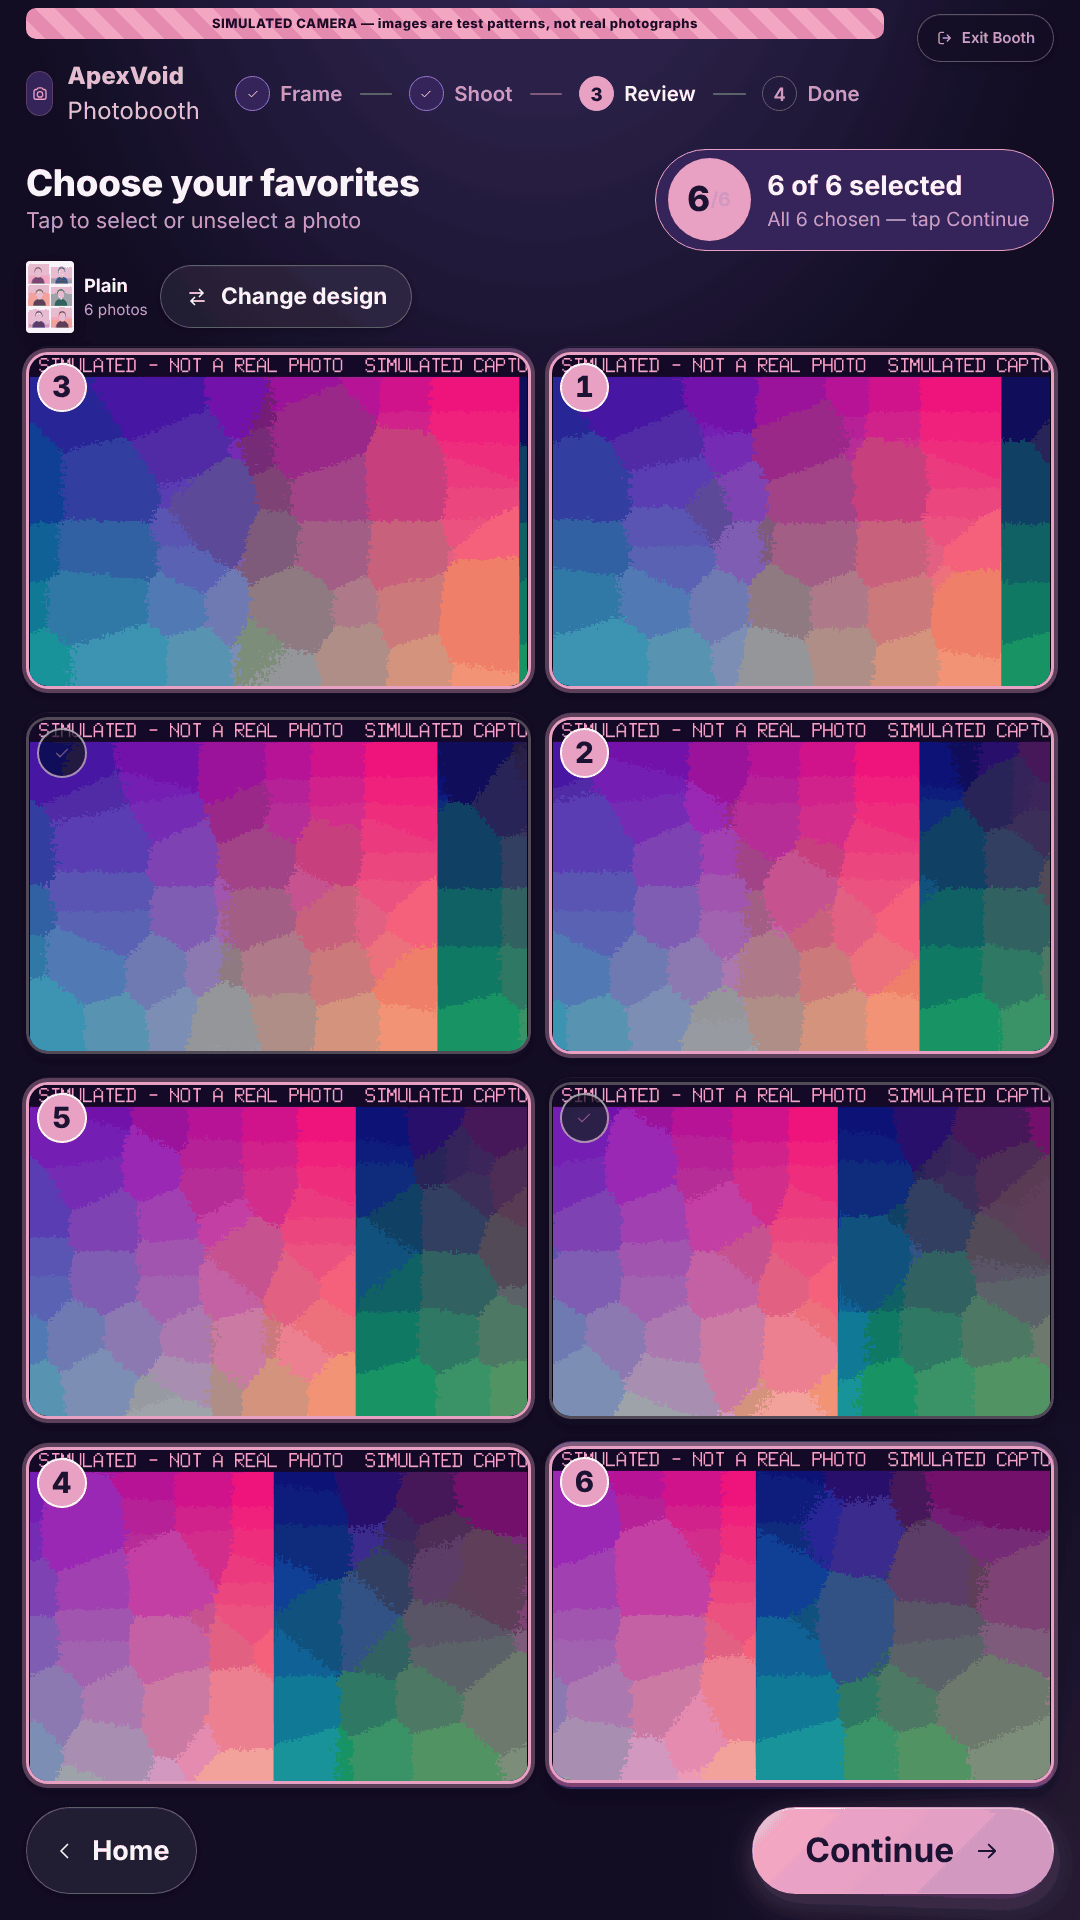 SIMULATED CAMERA — images are test patterns, not real photographs
Exit Booth
ApexVoid
Photobooth
Frame
Shoot
3 Review
4 Done
Choose your favorites
Tap to select or unselect a photo
6/6
6 of 6 selected
All 6 chosen — tap Continue
Plain
6 photos
Change design
SIMULATED - NOT A REAL PHOTO SIMULATED CAPTU
3
SIMULATED - NOT A REAL PHOTO SIMULATED CAPTU
1
SIMULATED - NOT A REAL PHOTO SIMULATED CAPTU
SIMULATED - NOT A REAL PHOTO SIMULATED CAPTU
2
SIMULATED - NOT A REAL PHOTO SIMULATED CAPTU
5
SIMULATED - NOT A REAL PHOTO SIMULATED CAPTU
SIMULATED - NOT A REAL PHOTO SIMULATED CAPTU
4
SIMULATED - NOT A REAL PHOTO SIMULATED CAPTU
6
Home
Continue